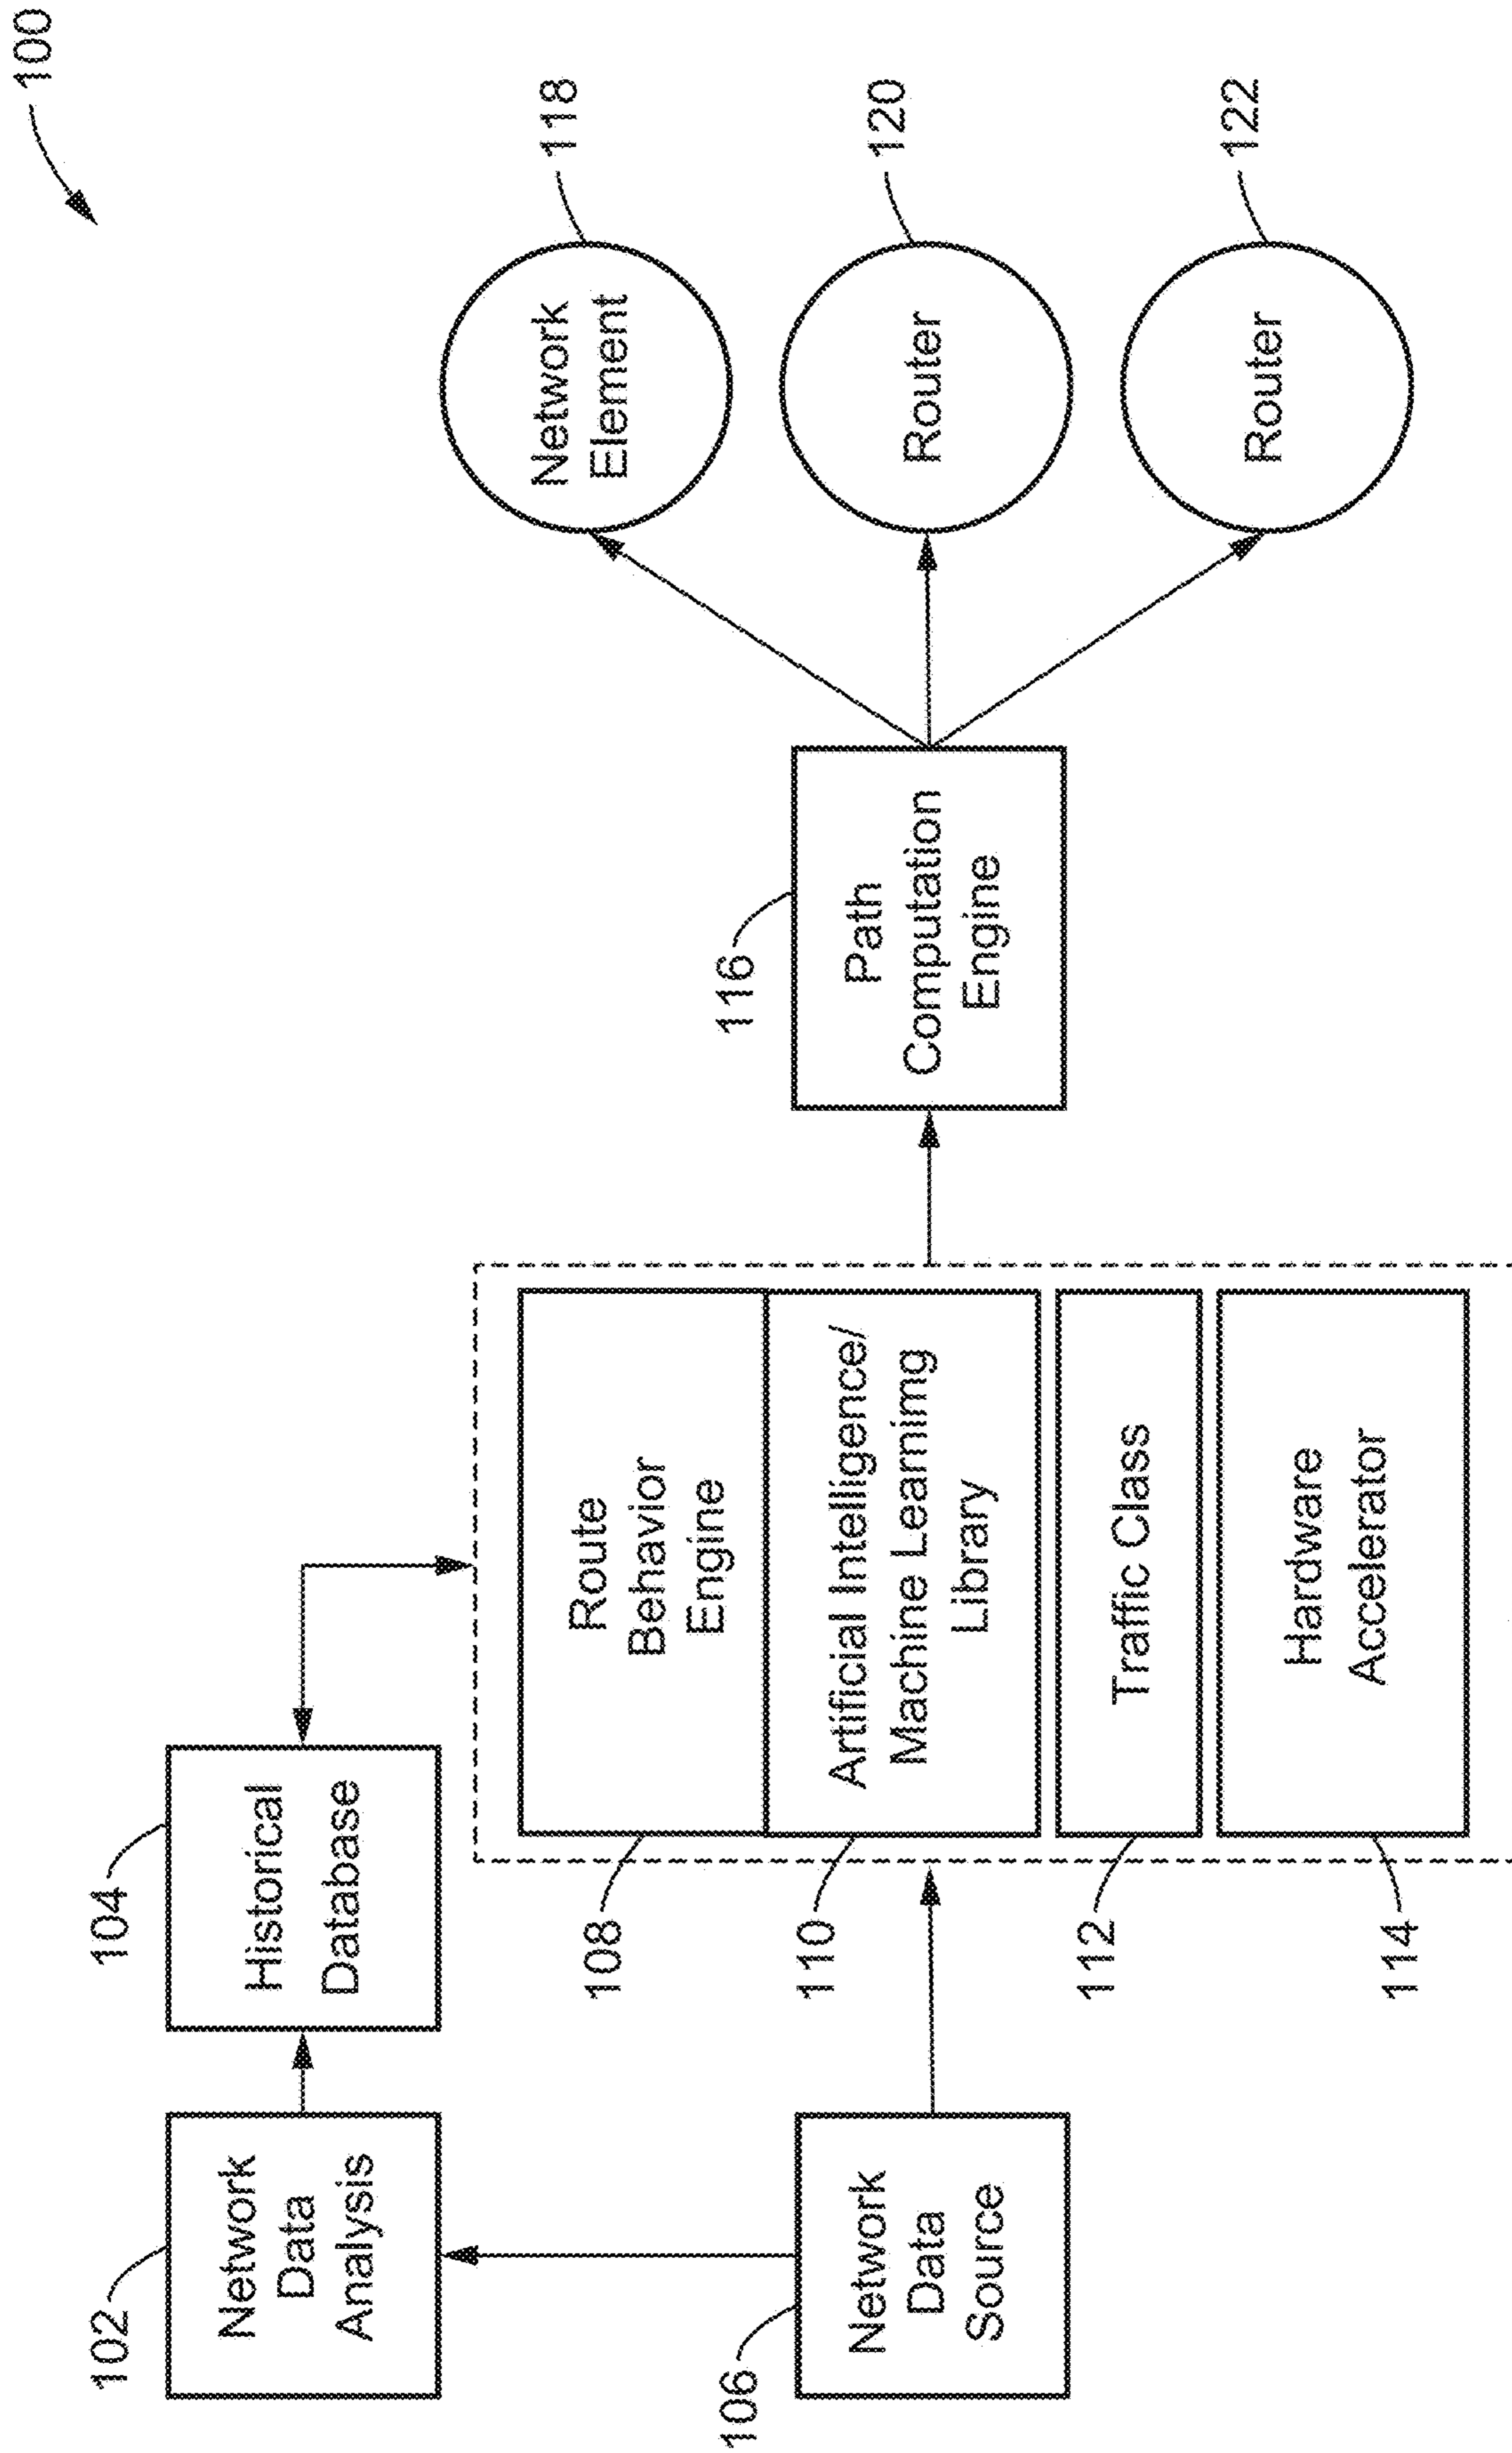 100
102
Network
Data
Analysis
104
Historical
Database
106
Network
Data
Source
108
Route
Behavior
Engine
110
Artificial Intelligence/
Machine Learnimg
Library
112
Traffic Class
114
Hardware
Accelerator
116
Path
Computation
Engine
118
Network
Element
120
Router
122
Router